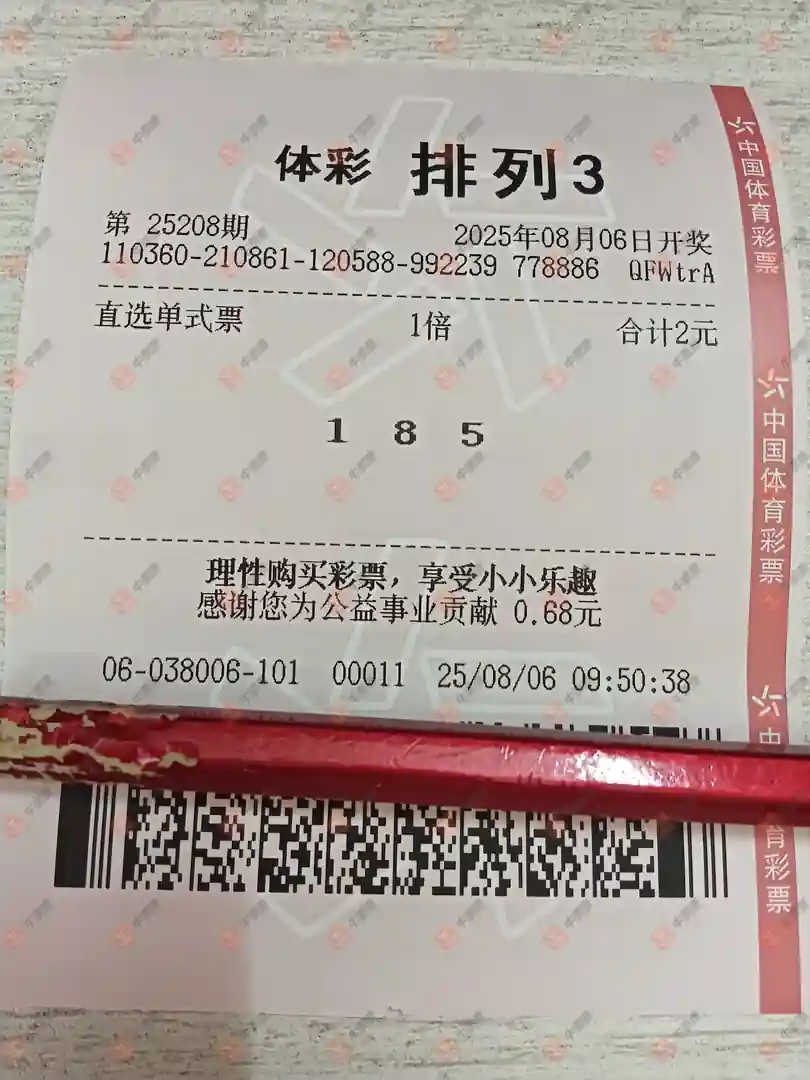 体彩 排列3
第 25208期 2025年08月06日开奖
110360-210861-120588-992239 778886 QFWtrA
直选单式票 1倍 合计2元
1 8 5
理性购买彩票，享受小小乐趣
感谢您为公益事业贡献 0.68元
06-038006-101 00011 25/08/06 09:50:38
中国体育彩票
中国体育彩票
中
育彩票